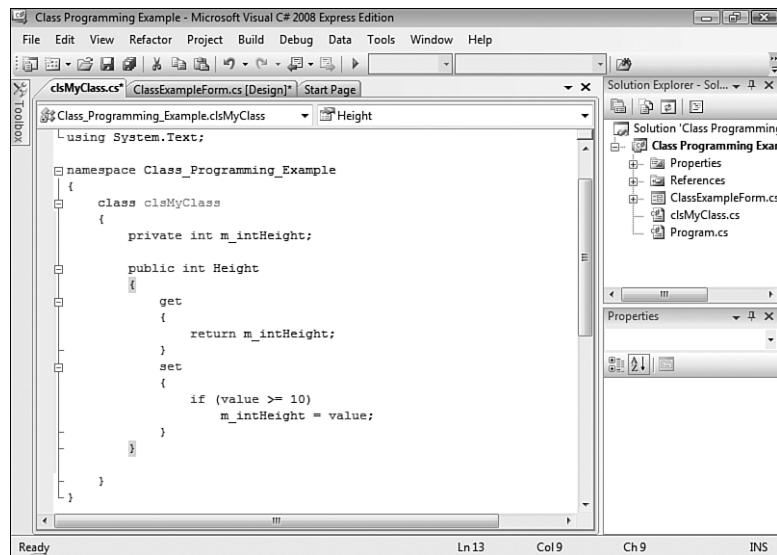 Class Programming Example - Microsoft Visual C# 2008 Express Edition
File Edit View Refactor Project Build Debug Data Tools Window Help
clsMyClass.cs* ClassExampleForm.cs [Design]* Start Page
Class_Programming_Example.clsMyClass Height
using System.Text;
namespace Class_Programming_Example
{
class clsMyClass
{
private int m_intHeight;
public int Height
{
get
{
return m_intHeight;
}
set
{
if (value >= 10)
m_intHeight = value;
}
}
}
}
Toolbox
Solution Explorer - Sol...
Solution 'Class Programming
Class Programming Exar
Properties
References
ClassExampleForm.cs
clsMyClass.cs
Program.cs
Properties
Ready Ln 13 Col 9 Ch 9 INS